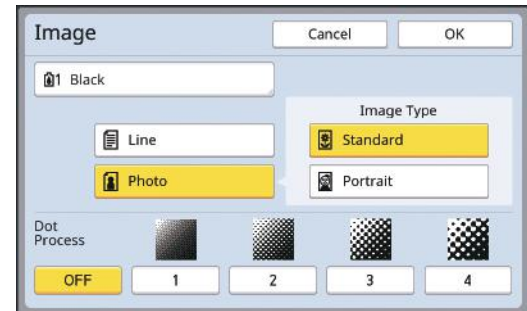 Image
Cancel
OK
1 Black
Image Type
Line
Standard
Photo
Portrait
Dot
Process
OFF
1
2
3
4